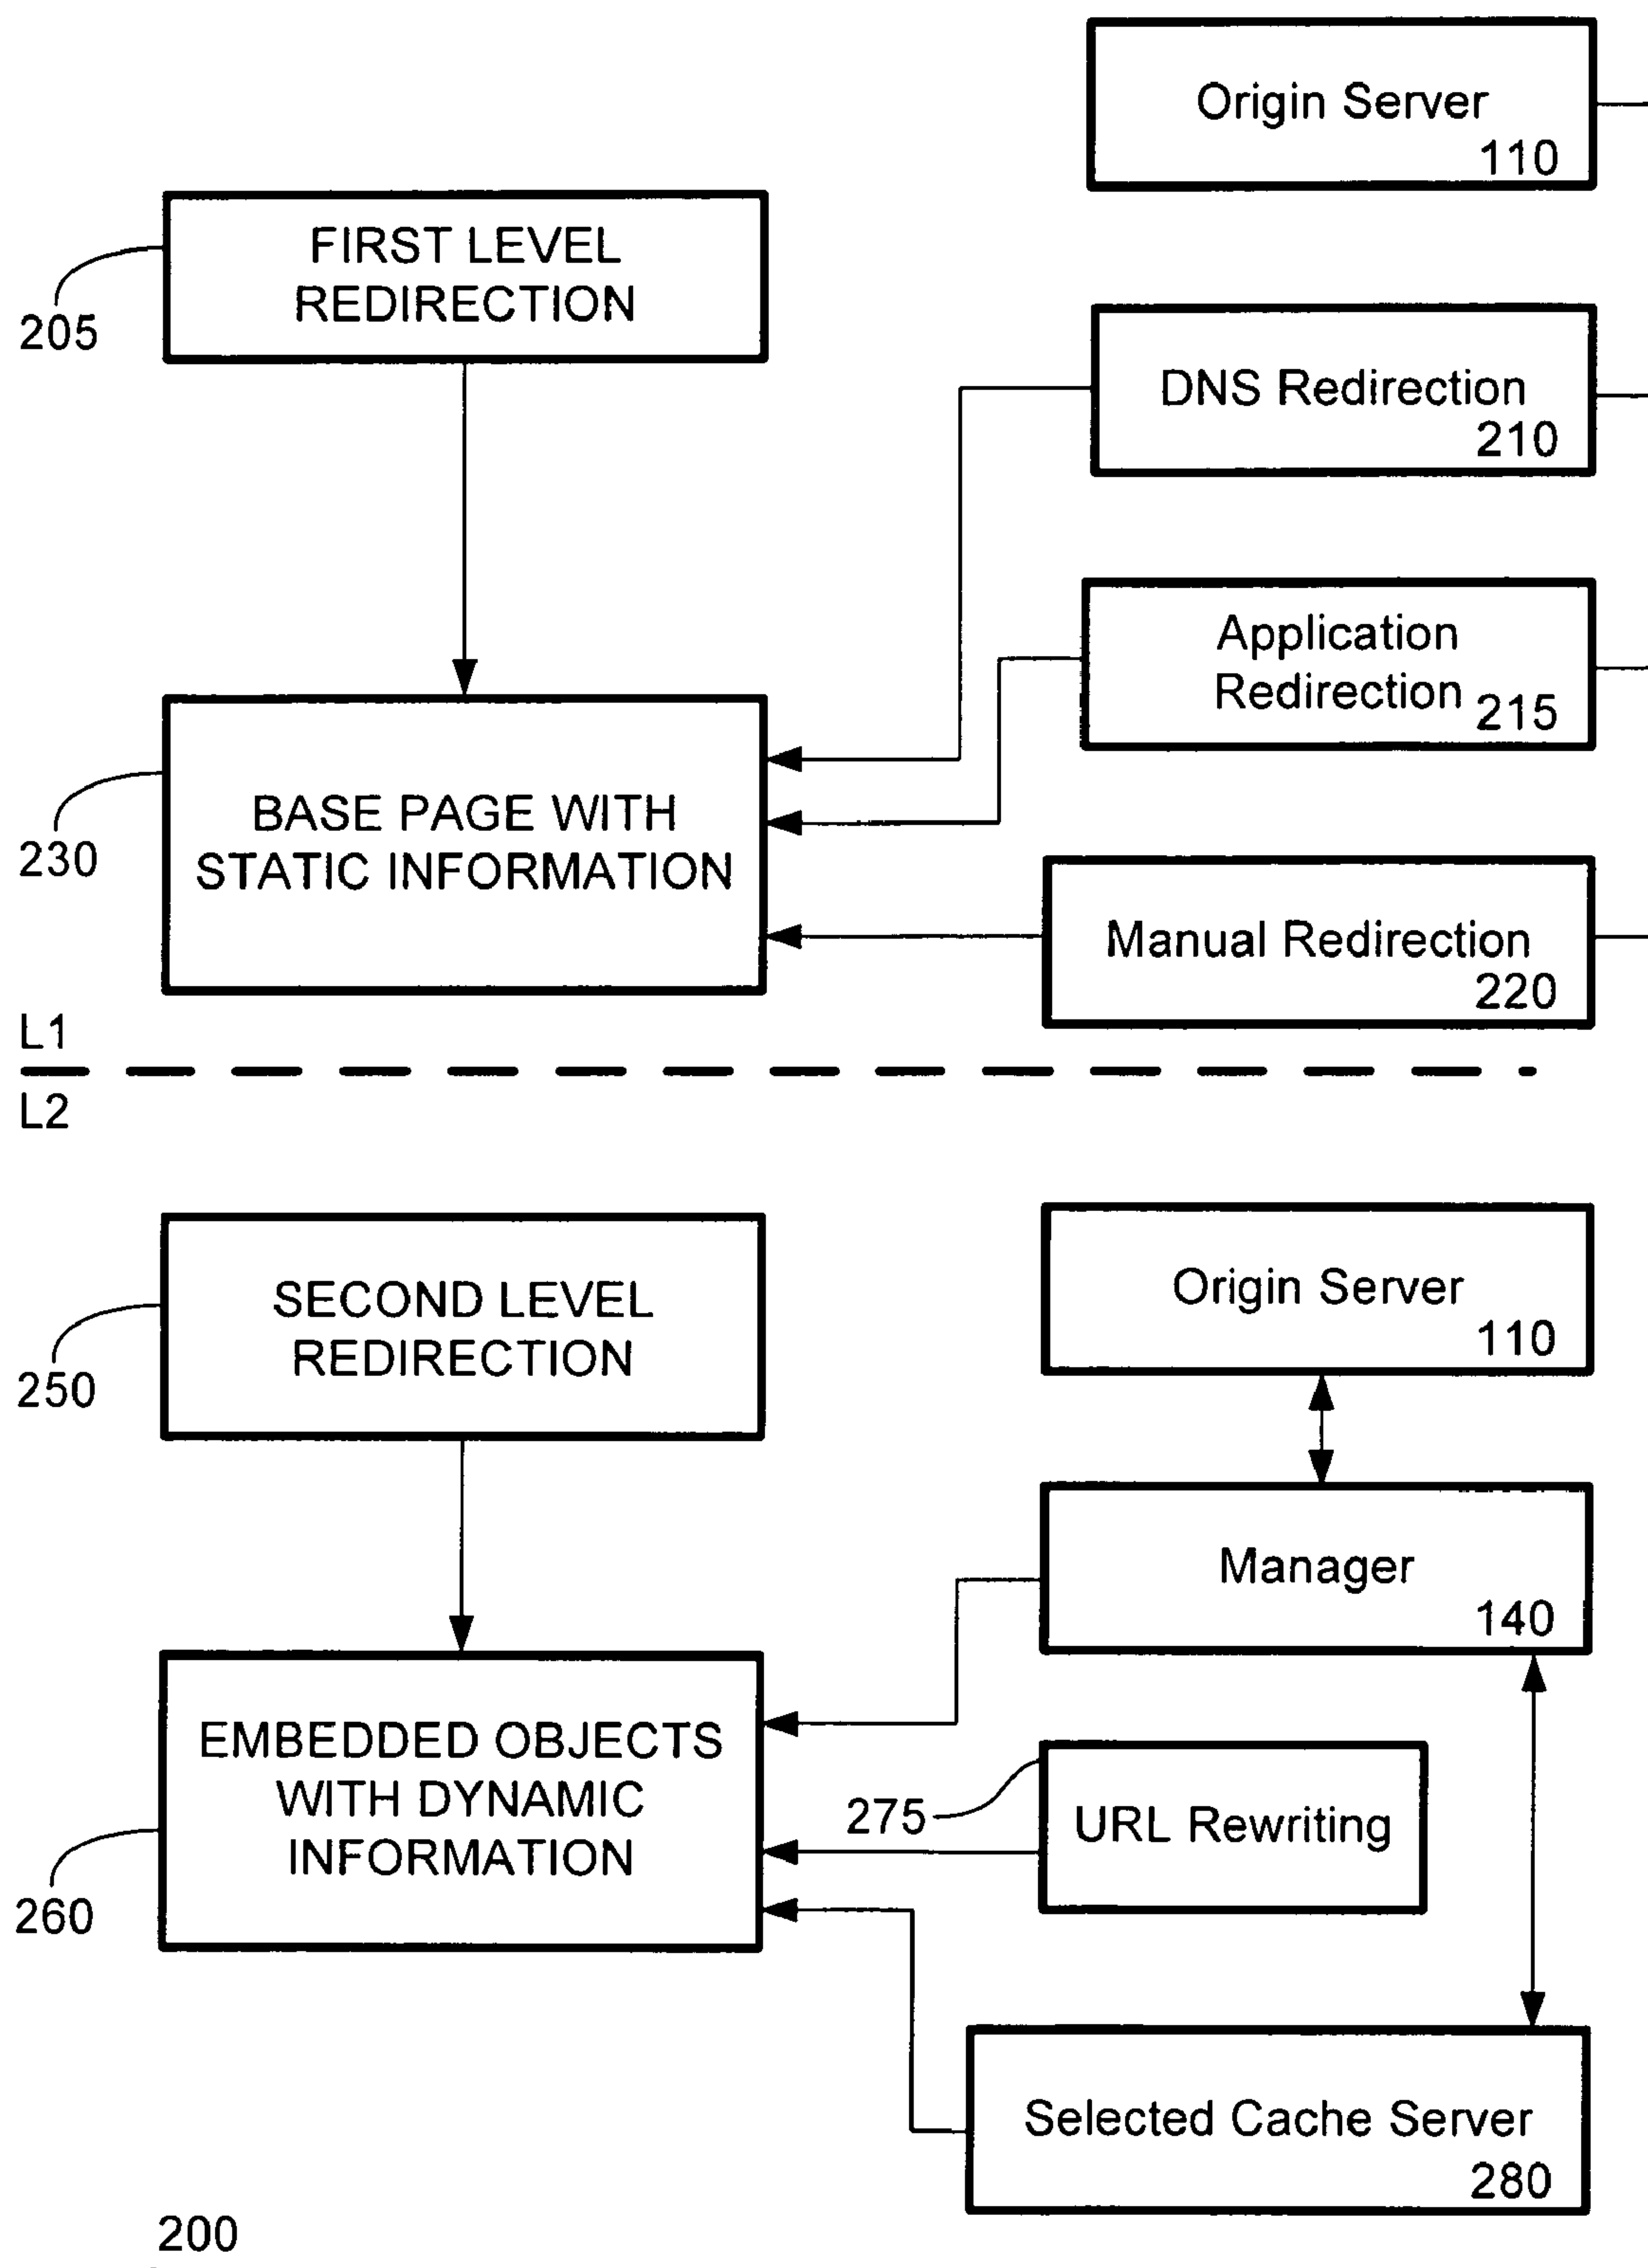 Origin Server
110
FIRST LEVEL
REDIRECTION
205
DNS Redirection
210
Application
Redirection 215
BASE PAGE WITH
STATIC INFORMATION
230
Manual Redirection
220
L1
L2
SECOND LEVEL
REDIRECTION
250
Origin Server
110
Manager
140
EMBEDDED OBJECTS
WITH DYNAMIC
INFORMATION
260
275
URL Rewriting
Selected Cache Server
280
200